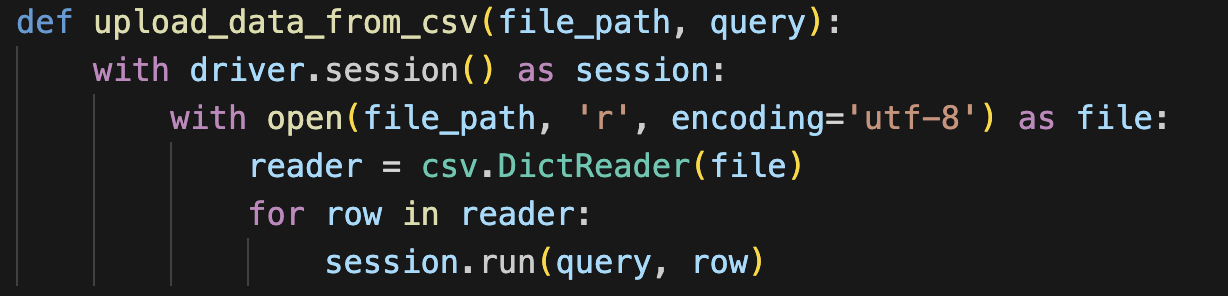 def upload_data_from_csv(file_path, query):
    with driver.session() as session:
        with open(file_path, 'r', encoding='utf-8') as file:
            reader = csv.DictReader(file)
            for row in reader:
                session.run(query, row)